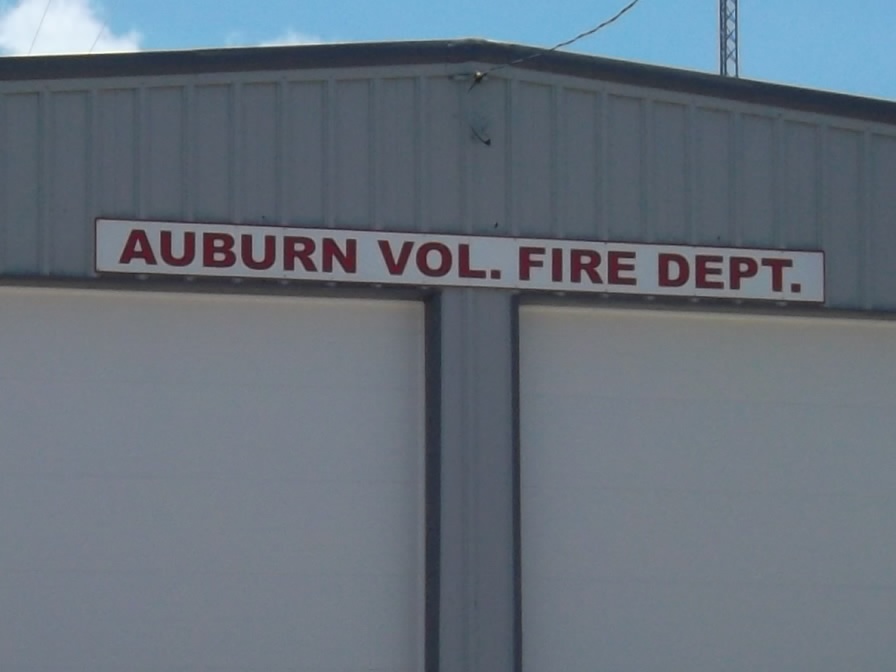 AUBURN VOL. FIRE DEPT.